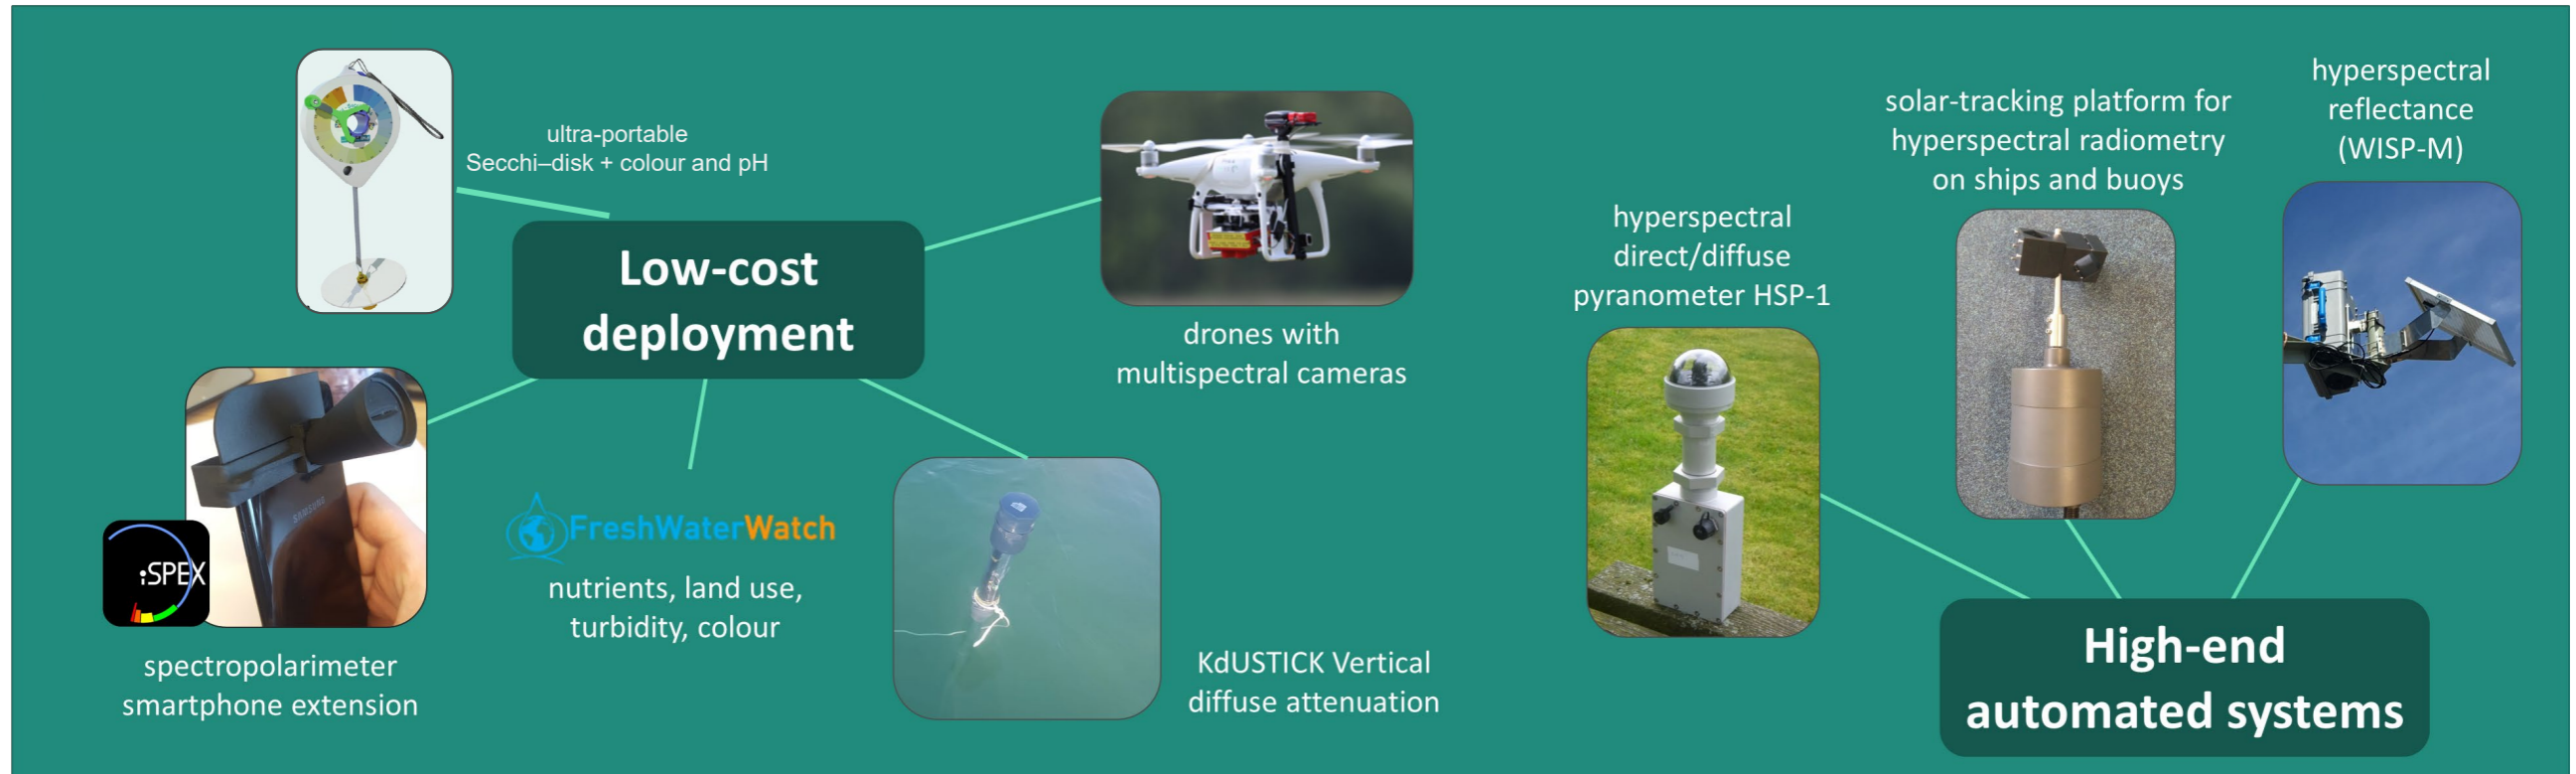 ultra-portable
Secchi–disk + colour and pH
Low-cost
deployment
drones with
multispectral cameras
SAMSUNG
iSPEX
spectropolarimeter
smartphone extension
FreshWaterWatch
nutrients, land use,
turbidity, colour
KdUSTICK Vertical
diffuse attenuation
hyperspectral
direct/diffuse
pyranometer HSP-1
solar-tracking platform for
hyperspectral radiometry
on ships and buoys
hyperspectral
reflectance
(WISP-M)
High-end
automated systems